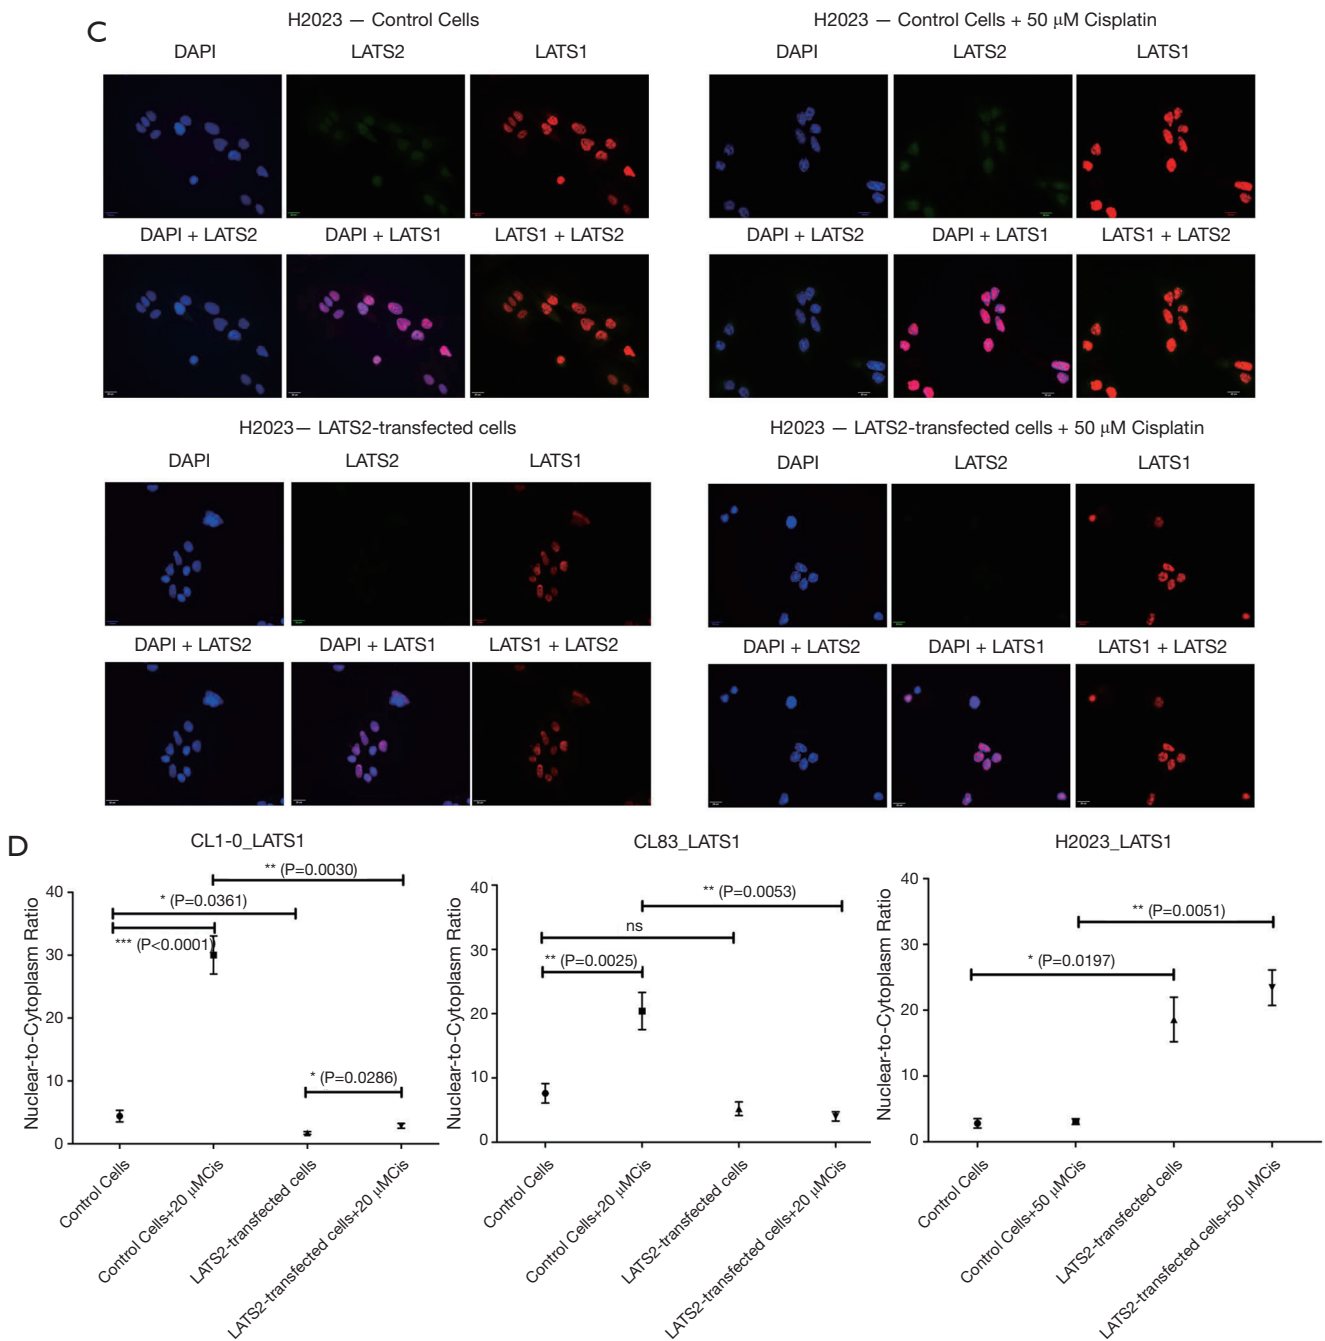 C
H2023 — Control Cells
DAPI LATS2 LATS1
DAPI + LATS2 DAPI + LATS1 LATS1 + LATS2
H2023 — Control Cells + 50 μM Cisplatin
DAPI LATS2 LATS1
DAPI + LATS2 DAPI + LATS1 LATS1 + LATS2
H2023— LATS2-transfected cells
DAPI LATS2 LATS1
DAPI + LATS2 DAPI + LATS1 LATS1 + LATS2
H2023 — LATS2-transfected cells + 50 μM Cisplatin
DAPI LATS2 LATS1
DAPI + LATS2 DAPI + LATS1 LATS1 + LATS2
D
CL1-0_LATS1
Nuclear-to-Cytoplasm Ratio
40
30
20
10
0
** (P=0.0030)
* (P=0.0361)
*** (P<0.0001)
* (P=0.0286)
Control Cells
Control Cells+20 μMCis
LATS2-transfected cells
LATS2-transfected cells+20 μMCis
CL83_LATS1
Nuclear-to-Cytoplasm Ratio
40
30
20
10
0
** (P=0.0053)
ns
** (P=0.0025)
Control Cells
Control Cells+20 μMCis
LATS2-transfected cells
LATS2-transfected cells+20 μMCis
H2023_LATS1
Nuclear-to-Cytoplasm Ratio
40
30
20
10
0
** (P=0.0051)
* (P=0.0197)
Control Cells
Control Cells+50 μMCis
LATS2-transfected cells
LATS2-transfected cells+50 μMCis